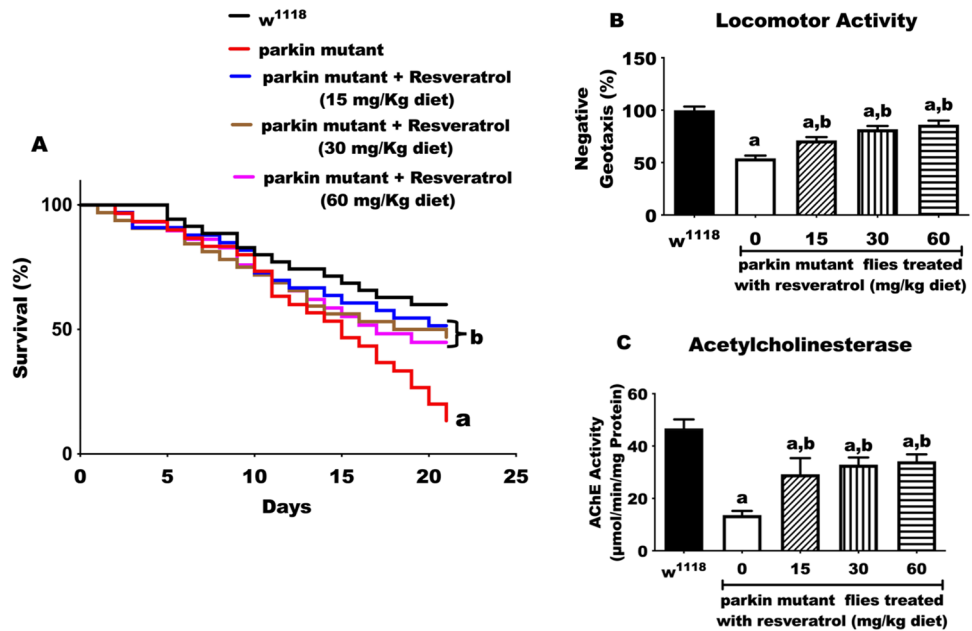 w1118
parkin mutant
parkin mutant + Resveratrol
(15 mg/Kg diet)
parkin mutant + Resveratrol
(30 mg/Kg diet)
parkin mutant + Resveratrol
(60 mg/Kg diet)
A
Survival (%)
100
50
0
0 5 10 15 20 25
Days
a
b
B Locomotor Activity
Negative
Geotaxis (%)
150
100
50
0
a
a,b
a,b
a,b
w1118 0 15 30 60
parkin mutant flies treated
with resveratrol (mg/kg diet)
C Acetylcholinesterase
AChE Activity
(µmol/min/mg Protein)
60
40
20
0
a
a,b
a,b
a,b
w1118 0 15 30 60
parkin mutant flies treated
with resveratrol (mg/kg diet)